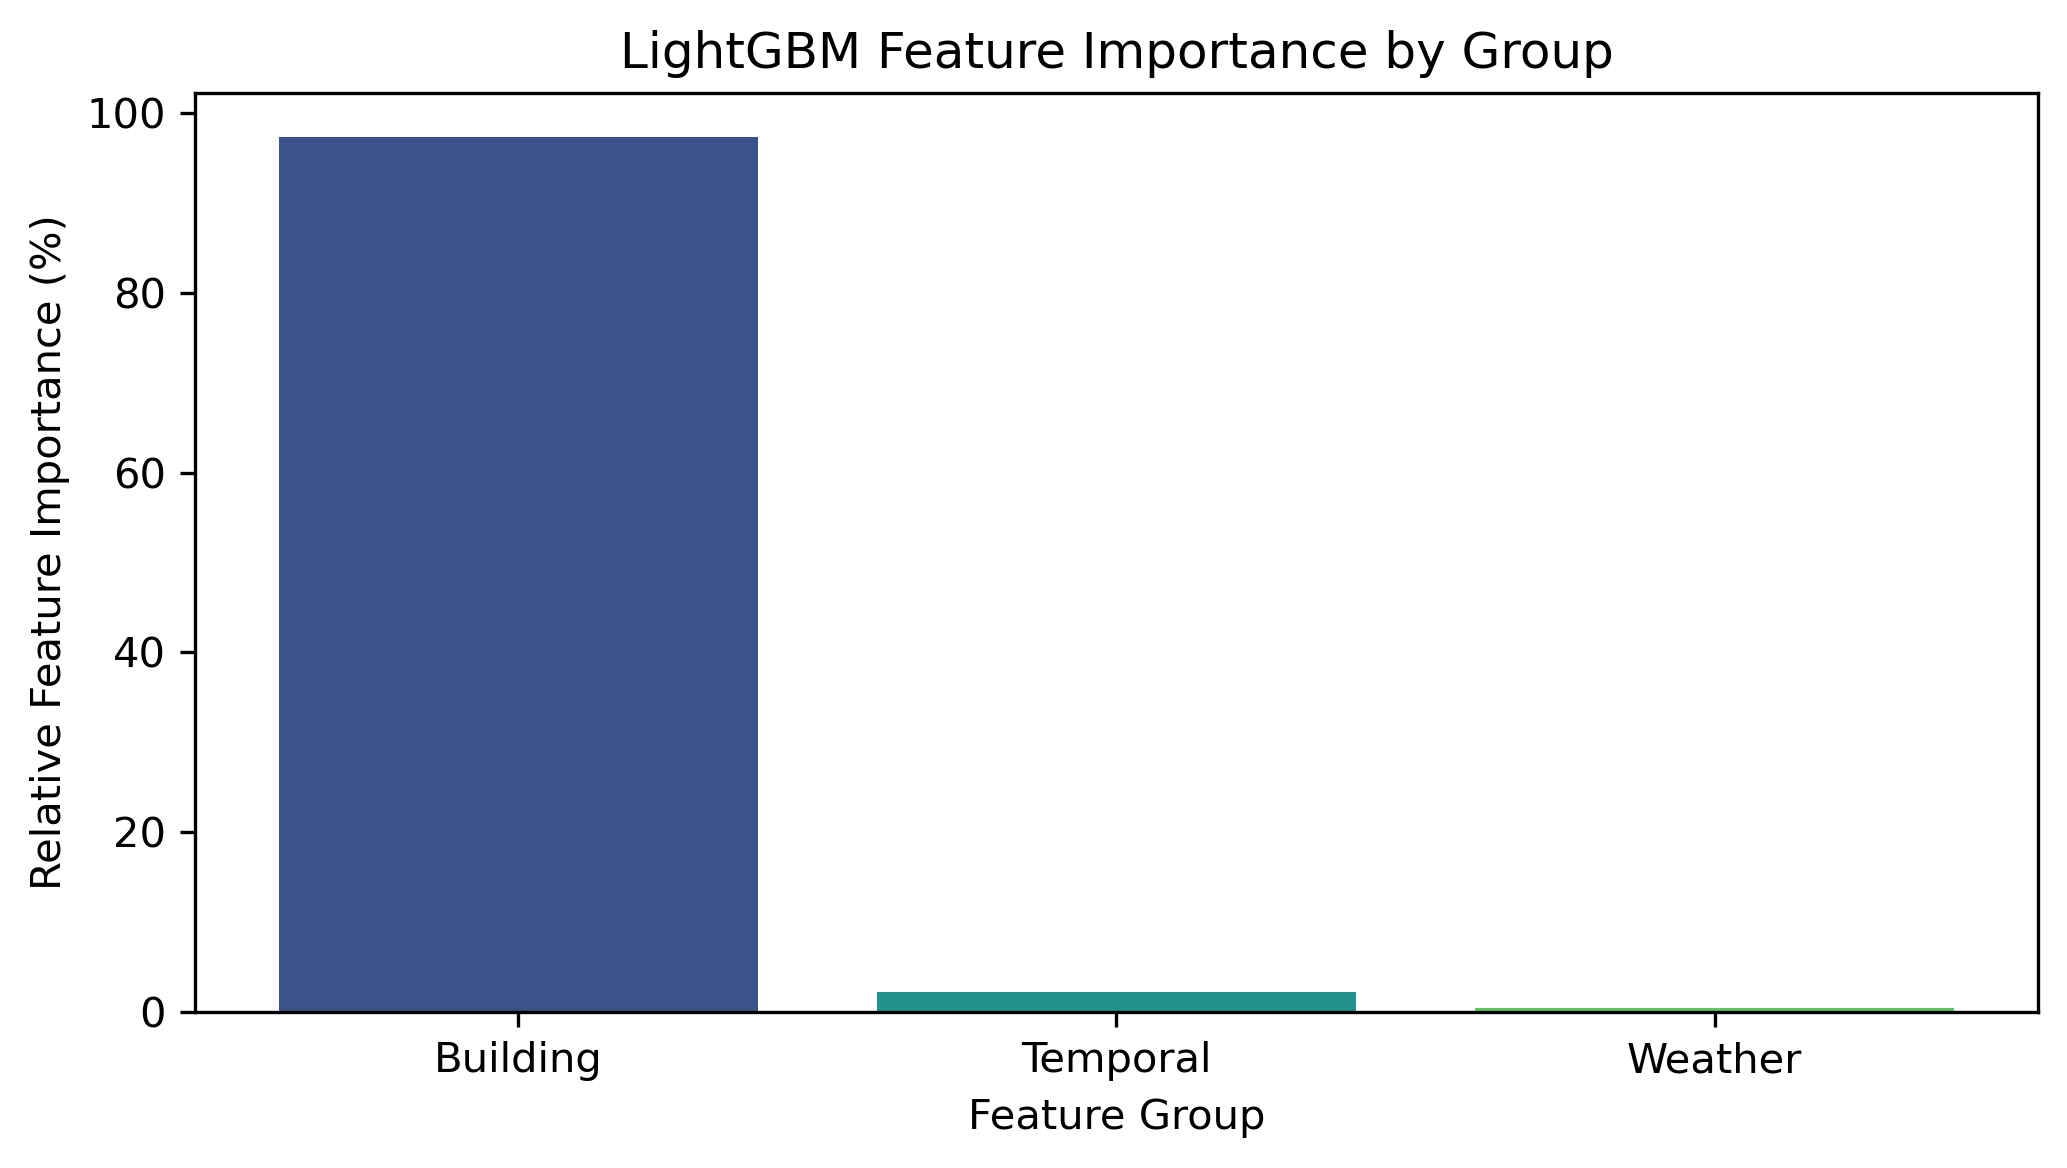 LightGBM Feature Importance by Group
Relative Feature Importance (%)
100
80
60
40
20
0
Building
Temporal
Weather
Feature Group